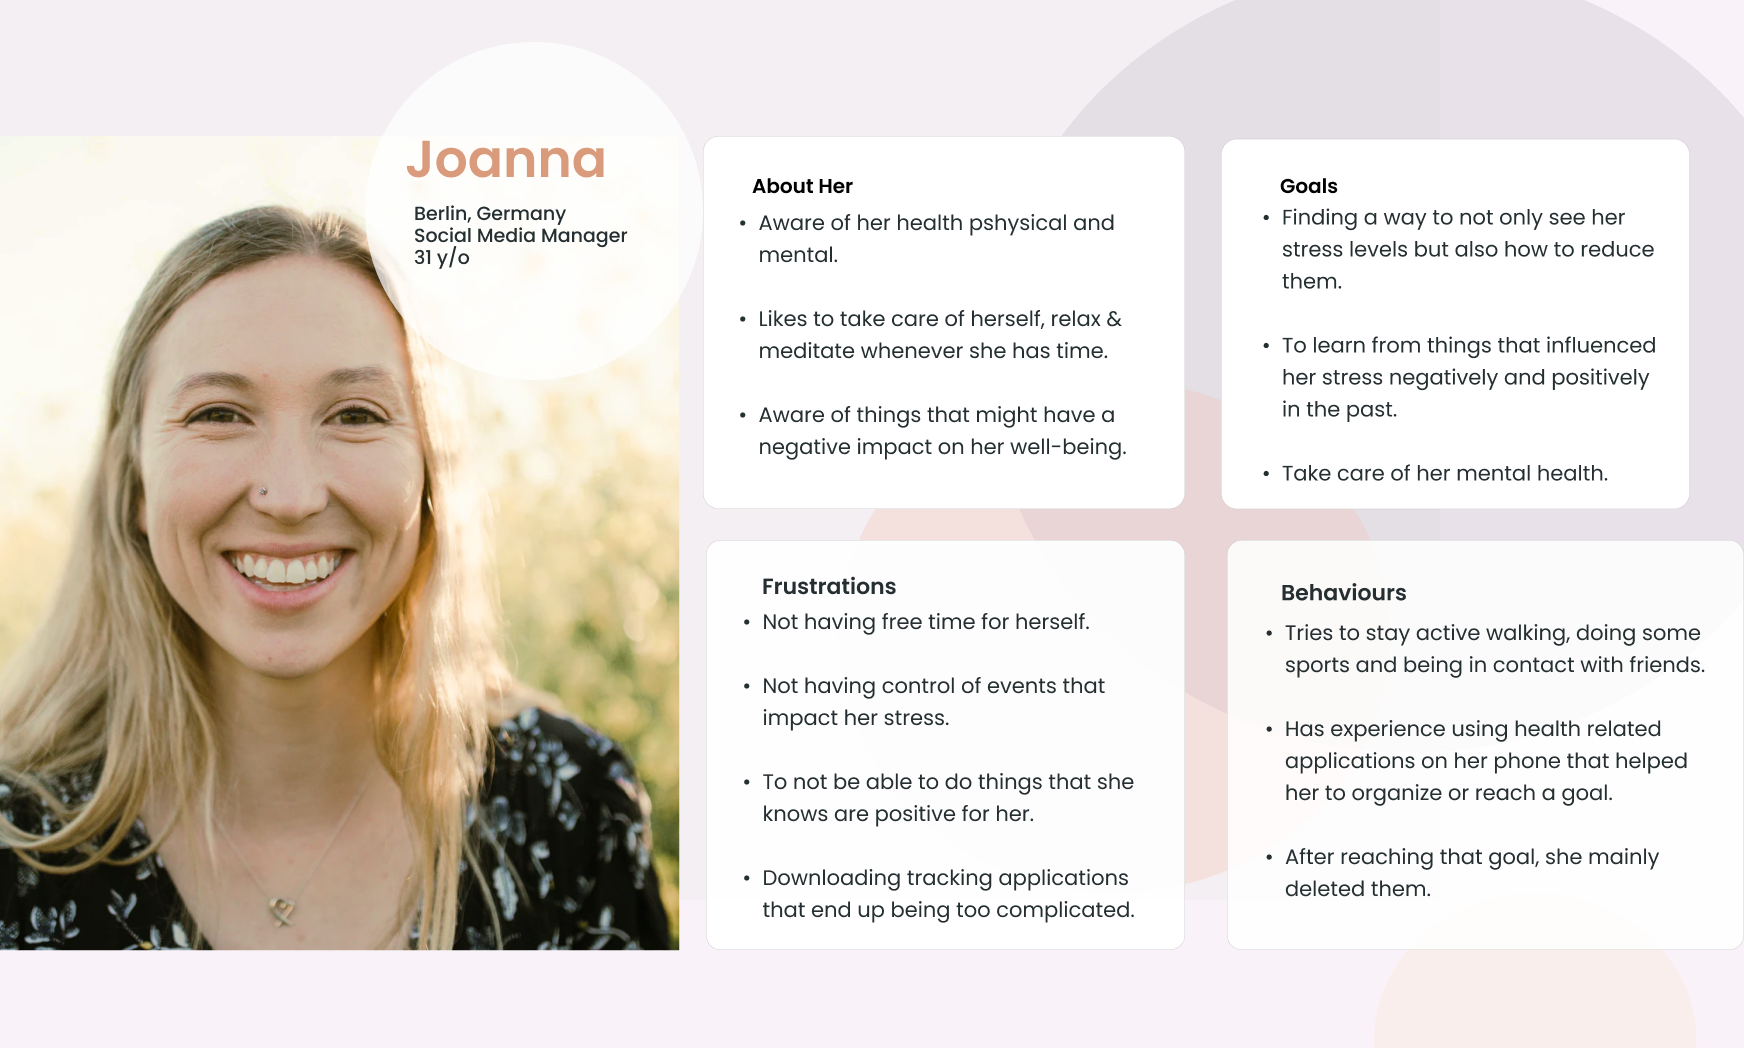 Joanna
Berlin, Germany
Social Media Manager
31 y/o
About Her
• Aware of her health pshysical and
mental.
• Likes to take care of herself, relax &
meditate whenever she has time.
• Aware of things that might have a
negative impact on her well-being.
Goals
• Finding a way to not only see her
stress levels but also how to reduce
them.
• To learn from things that influenced
her stress negatively and positively
in the past.
• Take care of her mental health.
Frustrations
• Not having free time for herself.
• Not having control of events that
impact her stress.
• To not be able to do things that she
knows are positive for her.
• Downloading tracking applications
that end up being too complicated.
Behaviours
• Tries to stay active walking, doing some
sports and being in contact with friends.
• Has experience using health related
applications on her phone that helped
her to organize or reach a goal.
• After reaching that goal, she mainly
deleted them.